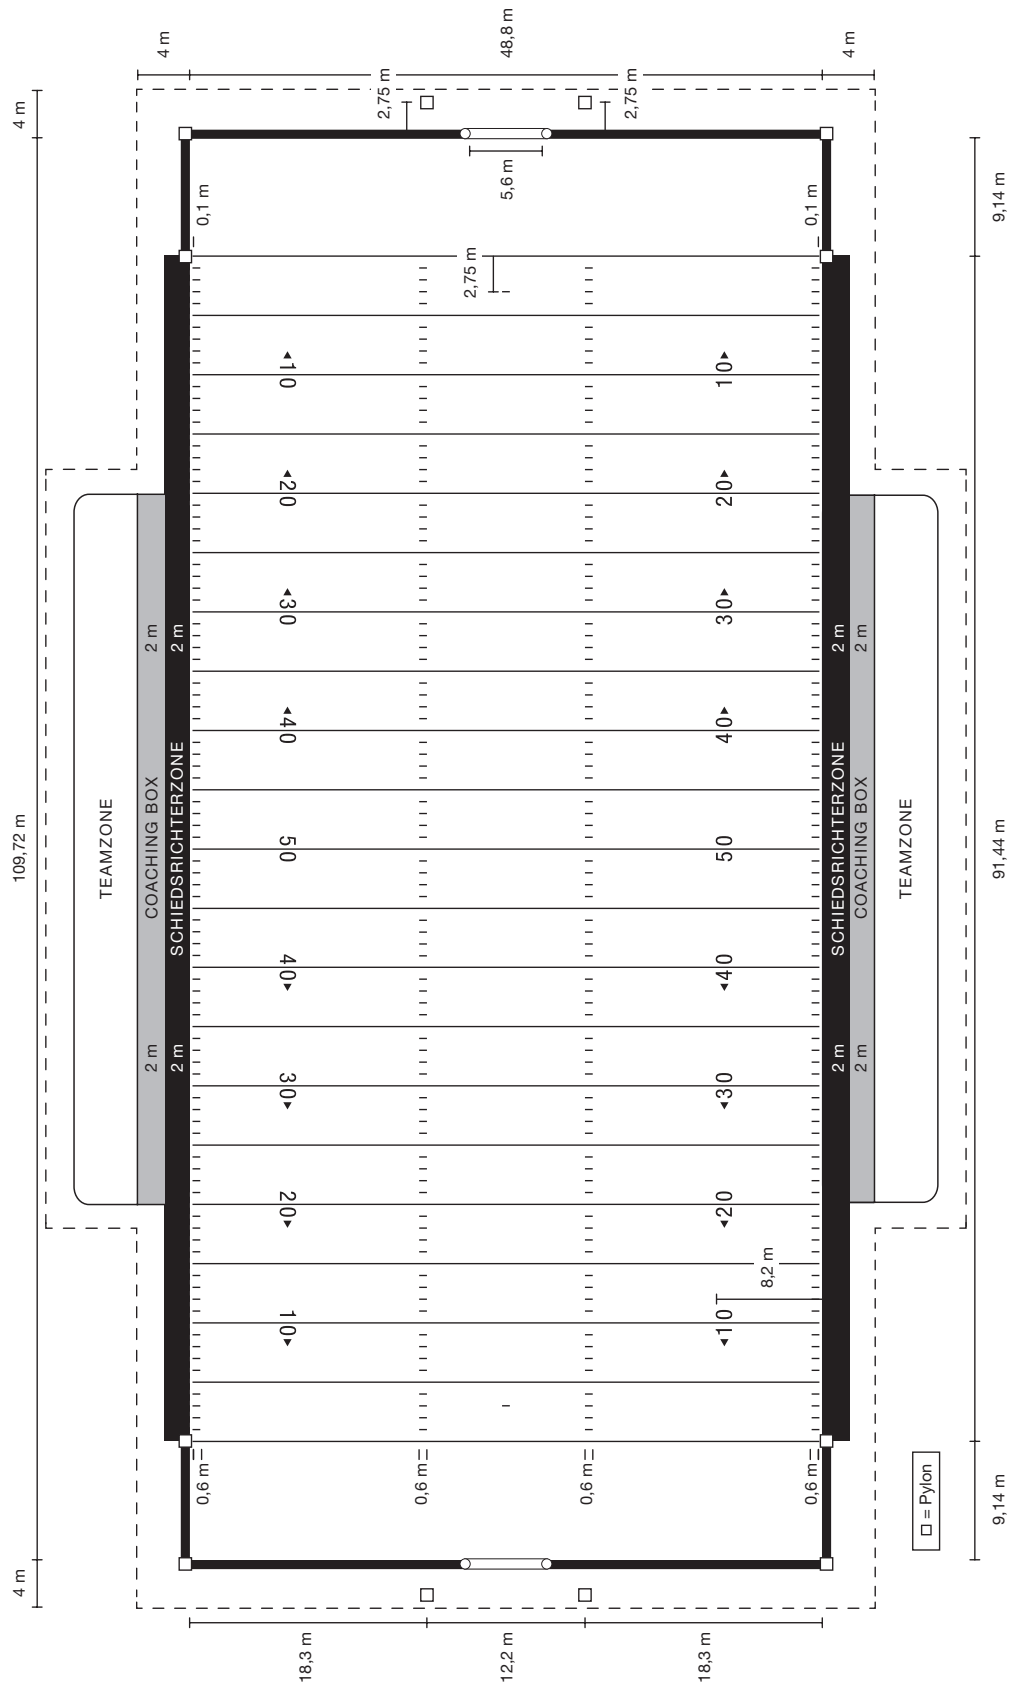 4 m
48,8 m
4 m
4 m
2,75 m
2,75 m
5,6 m
9,14 m
0,1 m
0,1 m
2,75 m
10
10
20
20
30
30
2 m
2 m
2 m
2 m
40
40
109,72 m
TEAMZONE
COACHING BOX
SCHIEDSRICHTERZONE
50
50
SCHIEDSRICHTERZONE
COACHING BOX
TEAMZONE
91,44 m
40
40
2 m
2 m
30
30
2 m
2 m
20
20
8,2 m
10
10
0,6 m
0,6 m
0,6 m
0,6 m
= Pylon
9,14 m
4 m
18,3 m
12,2 m
18,3 m